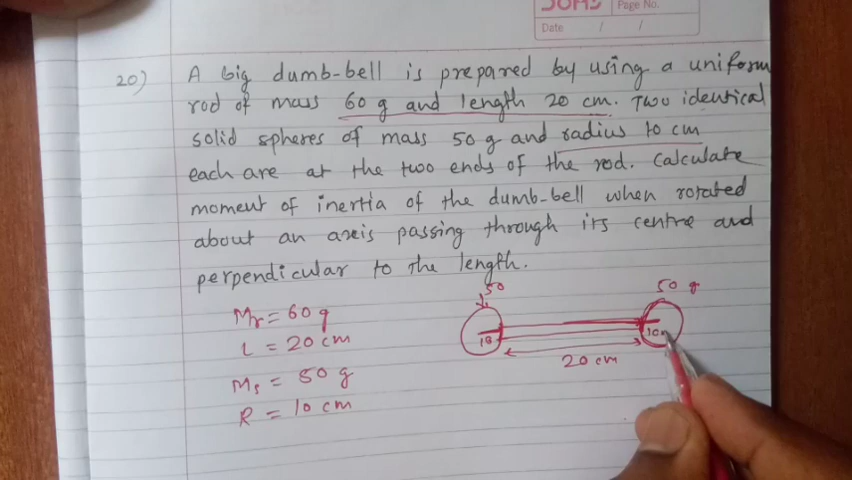 Page No.
Date / /
20) A big dumb-bell is prepared by using a uniform
rod of mass 60 g and length 20 cm. Two identical
solid spheres of mass 50 g and radius 10 cm
each are at the two ends of the rod. Calculate
moment of inertia of the dumb-bell when rotated
about an axis passing through its centre and
perpendicular to the length.
50 50 g
Mr = 60 g
L = 20 cm
10
20 cm
Ms = 50 g
R = 10 cm